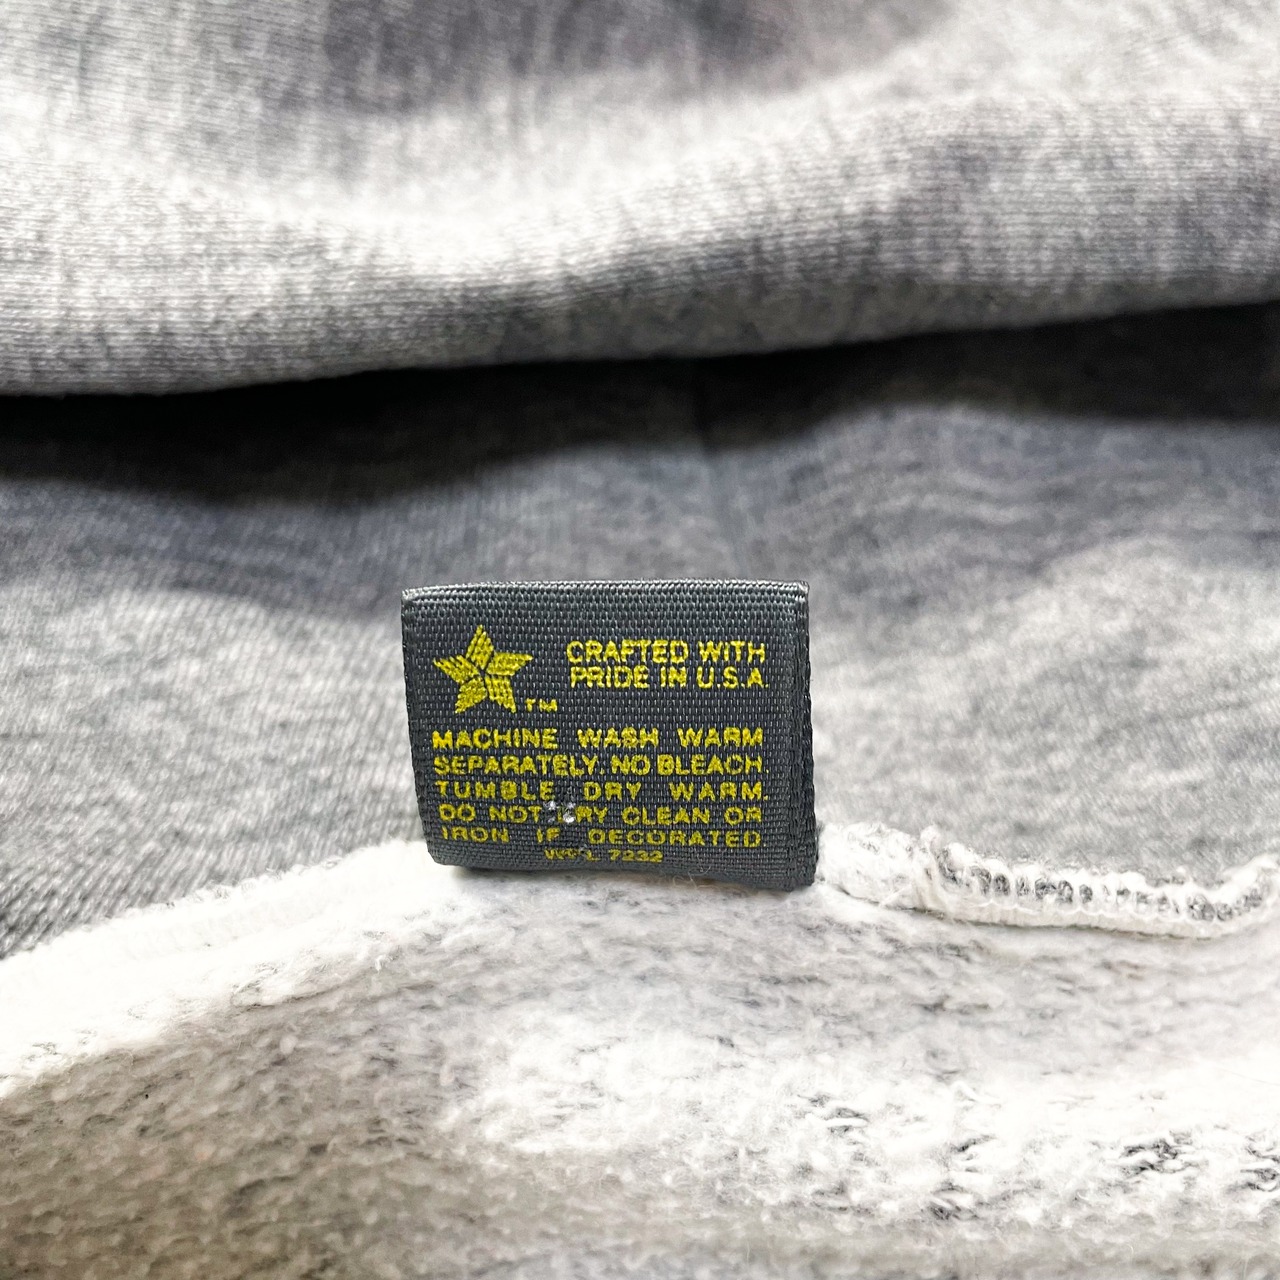 CRAFTED WITH
PRIDE IN U.S.A
TM
MACHINE WASH WARM
SEPARATELY. NO BLEACH
TUMBLE DRY WARM.
DO NOT DRY CLEAN OR
IRON IF DECORATED
WPL 7232